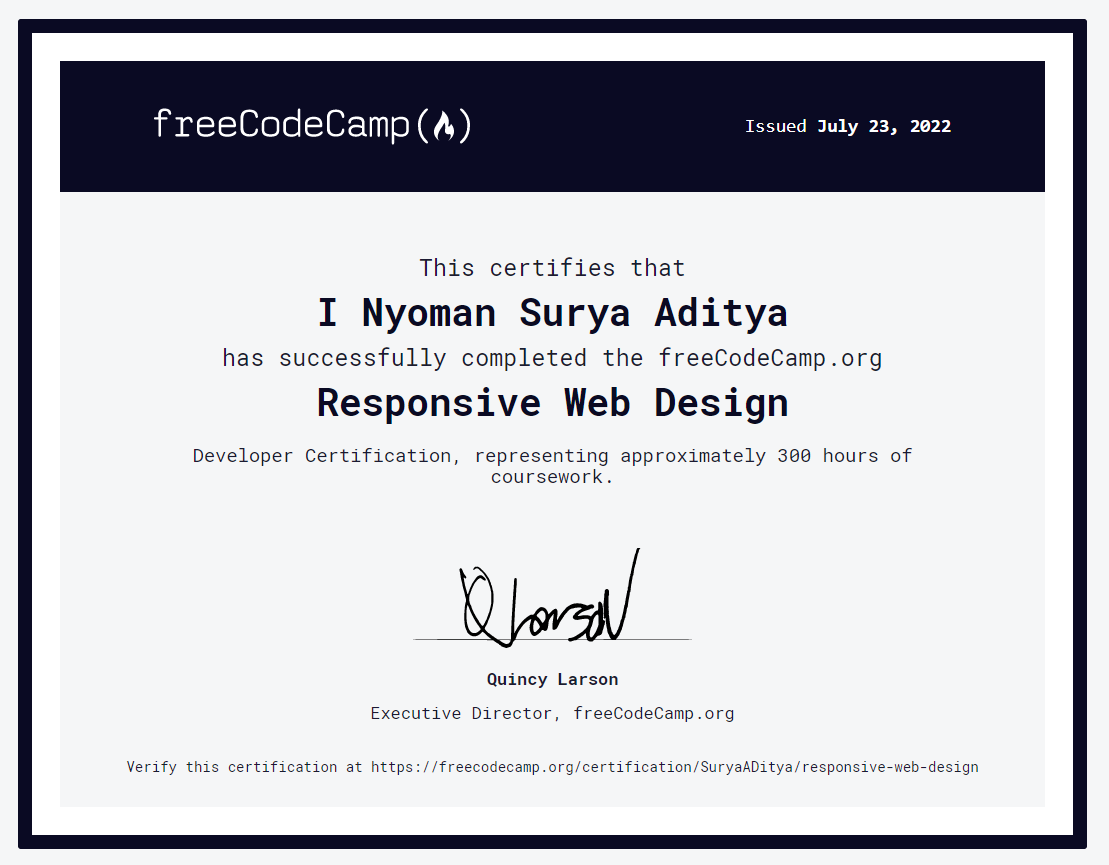 freeCodeCamp
Issued July 23, 2022
This certifies that
I Nyoman Surya Aditya
has successfully completed the freeCodeCamp.org
Responsive Web Design
Developer Certification, representing approximately 300 hours of
coursework.
Q Larson
Quincy Larson
Executive Director, freeCodeCamp.org
Verify this certification at https://freecodecamp.org/certification/SuryaADitya/responsive-web-design